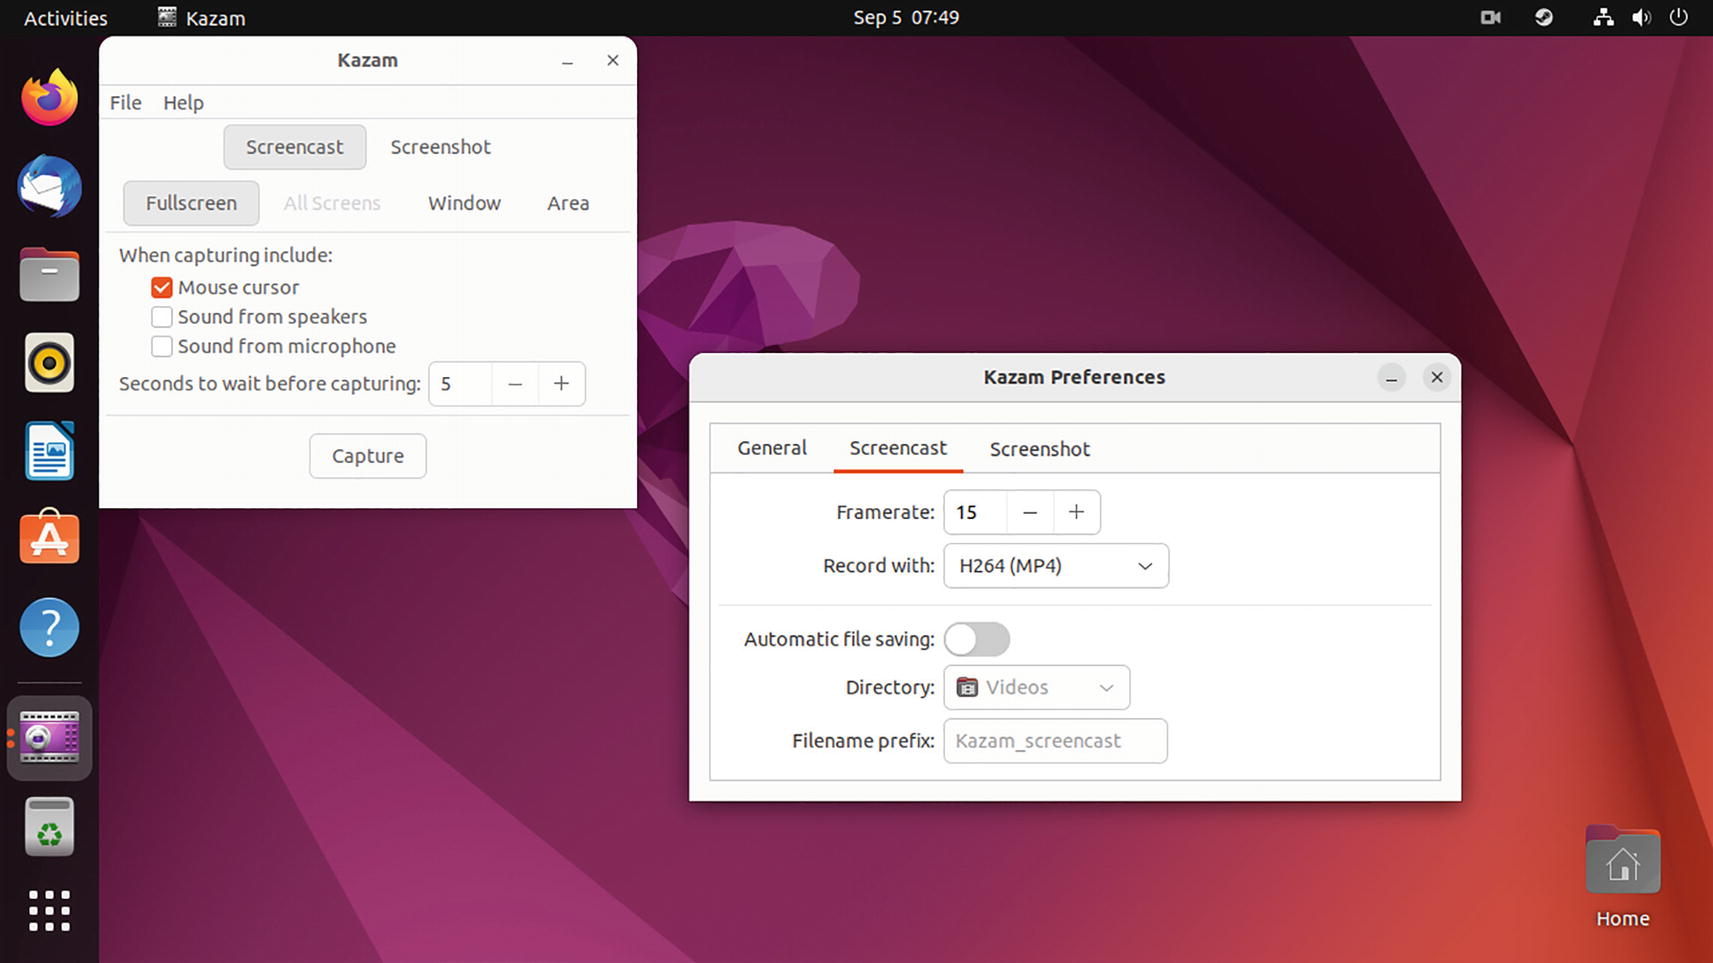 Activities Kazam Sep 5 07:49
Kazam
File Help
Screencast Screenshot
Fullscreen All Screens Window Area
When capturing include:
Mouse cursor
Sound from speakers
Sound from microphone
Seconds to wait before capturing: 5
Capture
Kazam Preferences
General Screencast Screenshot
Framerate: 15
Record with: H264 (MP4)
Automatic file saving:
Directory: Videos
Filename prefix: Kazam_screencast
Home